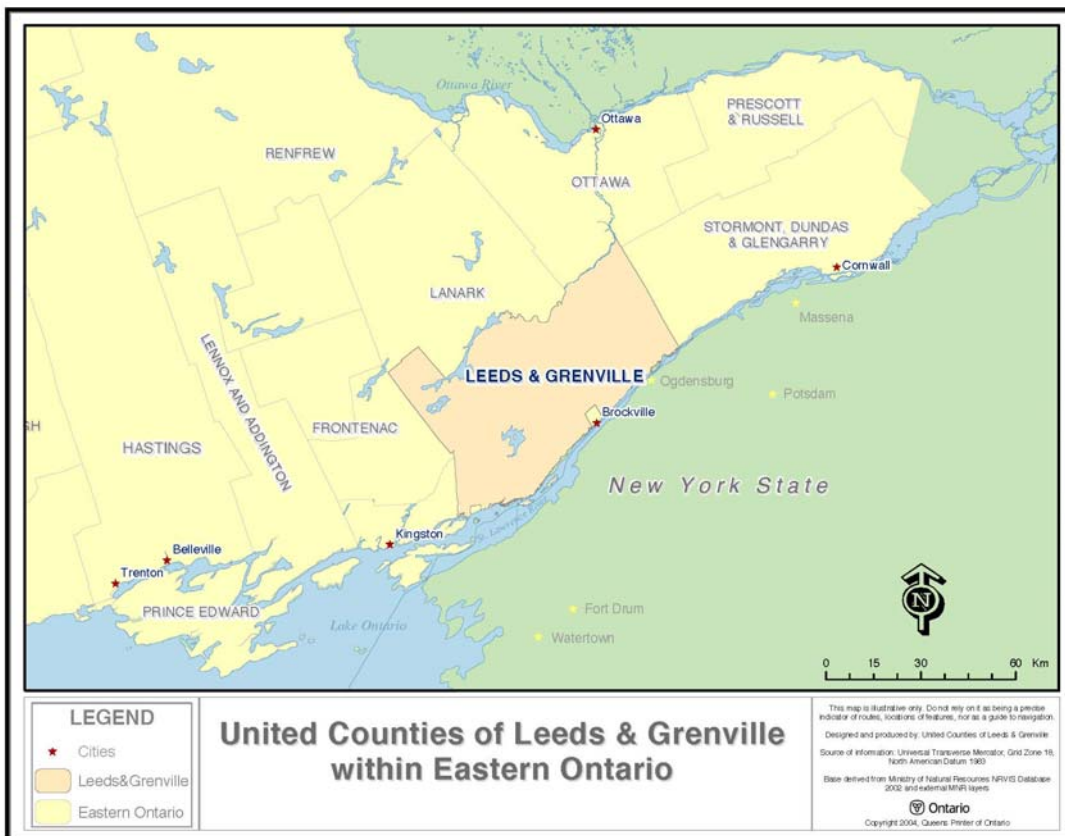 Ottawa River
Ottawa
PRESCOTT
& RUSSELL
RENFREW
OTTAWA
STORMONT, DUNDAS
& GLENGARRY
Cornwall
LANARK
Massena
LENNOX AND ADDINGTON
LEEDS & GRENVILLE
Ogdensburg
Potsdam
Brockville
FRONTENAC
GH
HASTINGS
New York State
St. Lawrence
Kingston
Belleville
Trenton
PRINCE EDWARD
Lake Ontario
Fort Drum
Watertown
N
0 15 30 60 Km
LEGEND
Cities
Leeds&Grenville
Eastern Ontario
United Counties of Leeds & Grenville
within Eastern Ontario
This map is illustrative only. Do not rely on it as being a precise
indicator of routes, locations of features, nor as a guide to navigation.
Designed and produced by: United Counties of Leeds & Grenville
Source of information: Universal Transverse Mercator, Grid Zone 18,
North American Datum 1983
Base derived from Ministry of Natural Resources NRVIS Database
2002 and external MNR layers
Ontario
Copyright 2004, Queens Printer of Ontario